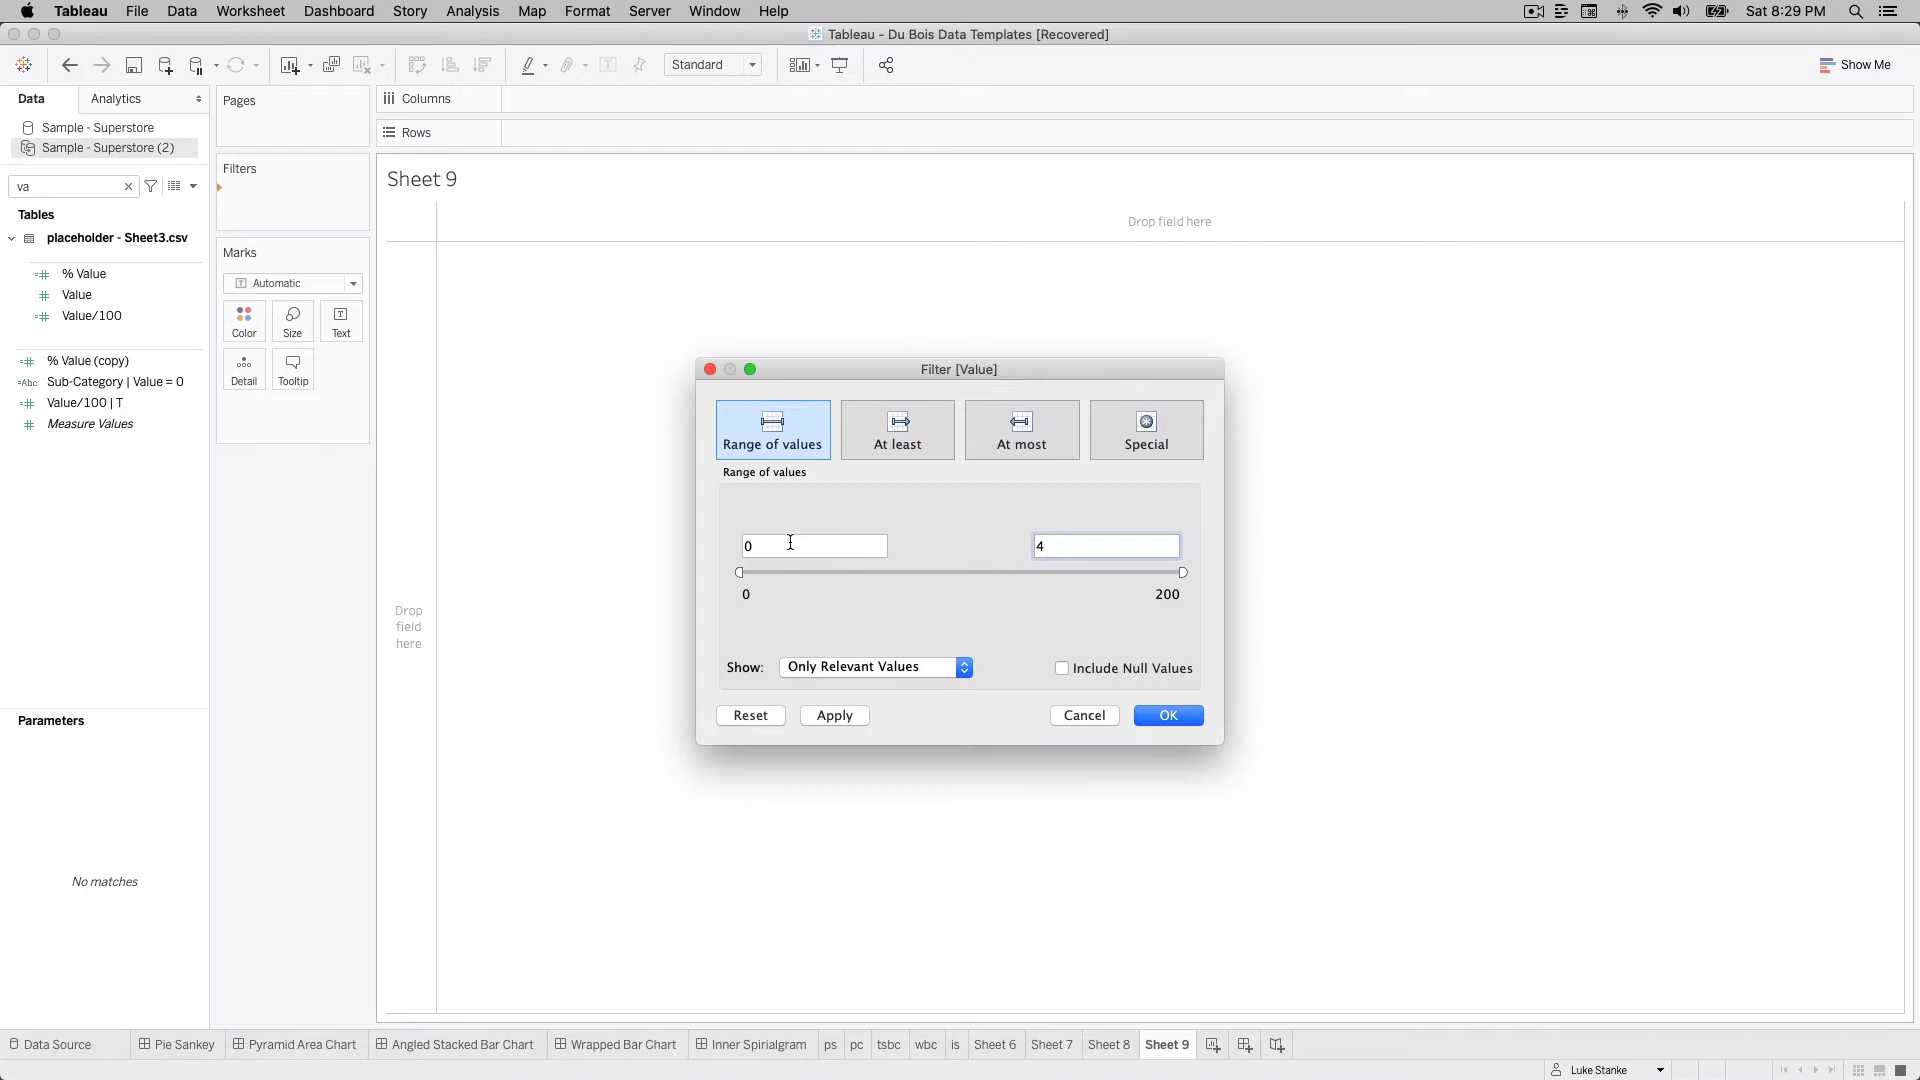 Tableau File Data Worksheet Dashboard Story Analysis Map Format Server Window Help Sat 8:29 PM
Tableau - Du Bois Data Templates [Recovered]
Standard Show Me
Data Analytics
Pages
Columns
Sample - Superstore
Sample - Superstore (2)
Rows
Filters
Sheet 9
va
Tables
placeholder - Sheet3.csv
Drop field here
Marks
% Value
Automatic
Value
Value/100
Color Size Text
% Value (copy)
Sub-Category | Value = 0
Detail Tooltip
Value/100 | T
Measure Values
Filter [Value]
Range of values At least At most Special
Range of values
0 4
0 200
Drop
field
here
Show: Only Relevant Values Include Null Values
Reset Apply Cancel OK
Parameters
No matches
Data Source Pie Sankey Pyramid Area Chart Angled Stacked Bar Chart Wrapped Bar Chart Inner Spirialgram ps pc tsbc wbc is Sheet 6 Sheet 7 Sheet 8 Sheet 9
Luke Stanke